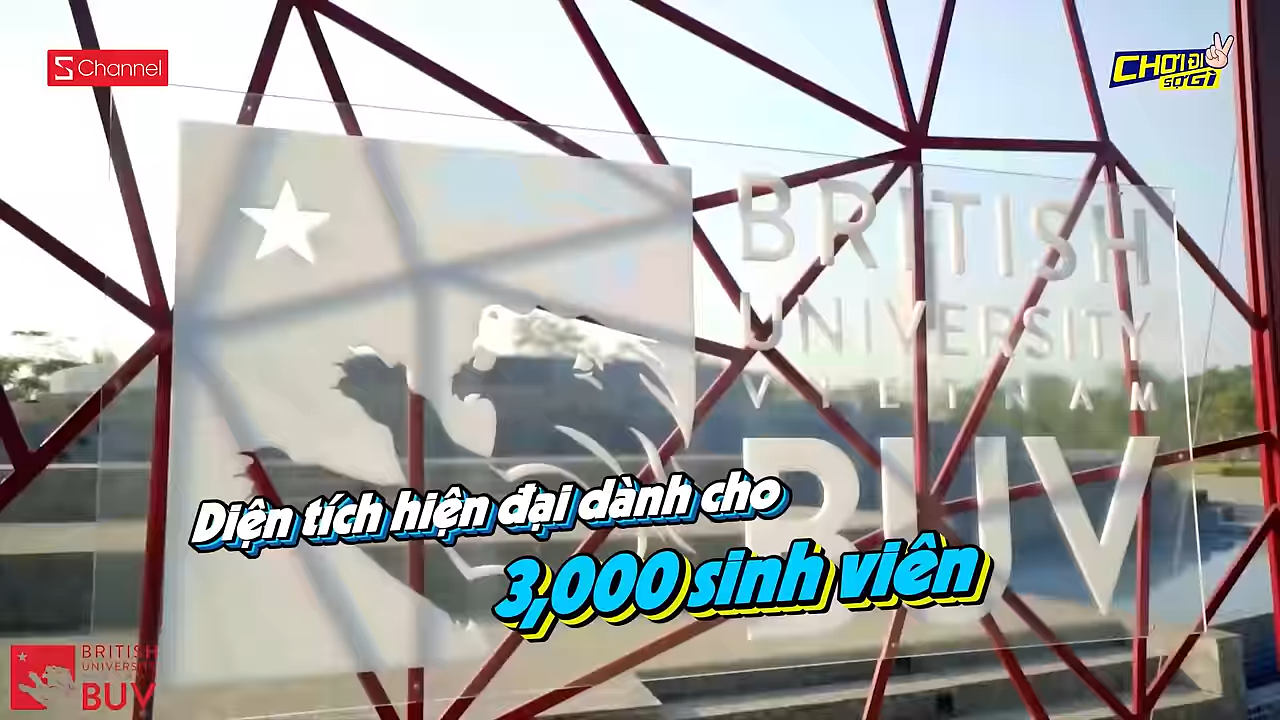 S Channel
CHƠI ĐI
SỢ GÌ
BRITISH
UNIVERSITY
VIETNAM
BUV
Diện tích hiện đại dành cho
3,000 sinh viên
BRITISH
UNIVERSITY
BUV